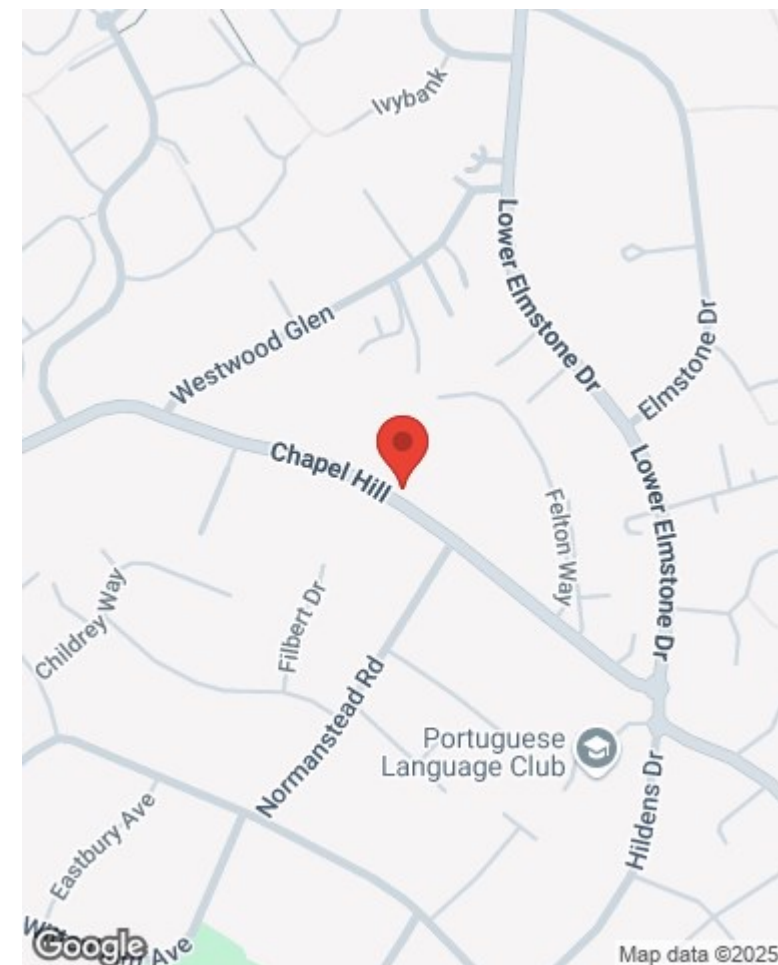 Ivybank
Lower Elmstone Dr
Elmstone Dr
Westwood Glen
Chapel Hill
Lower Elmstone Dr
Felton Way
Childrey Way
Filbert Dr
Normanstead Rd
Portuguese
Language Club
Hildens Dr
Eastbury Ave
Ave
Google
Map data ©2025